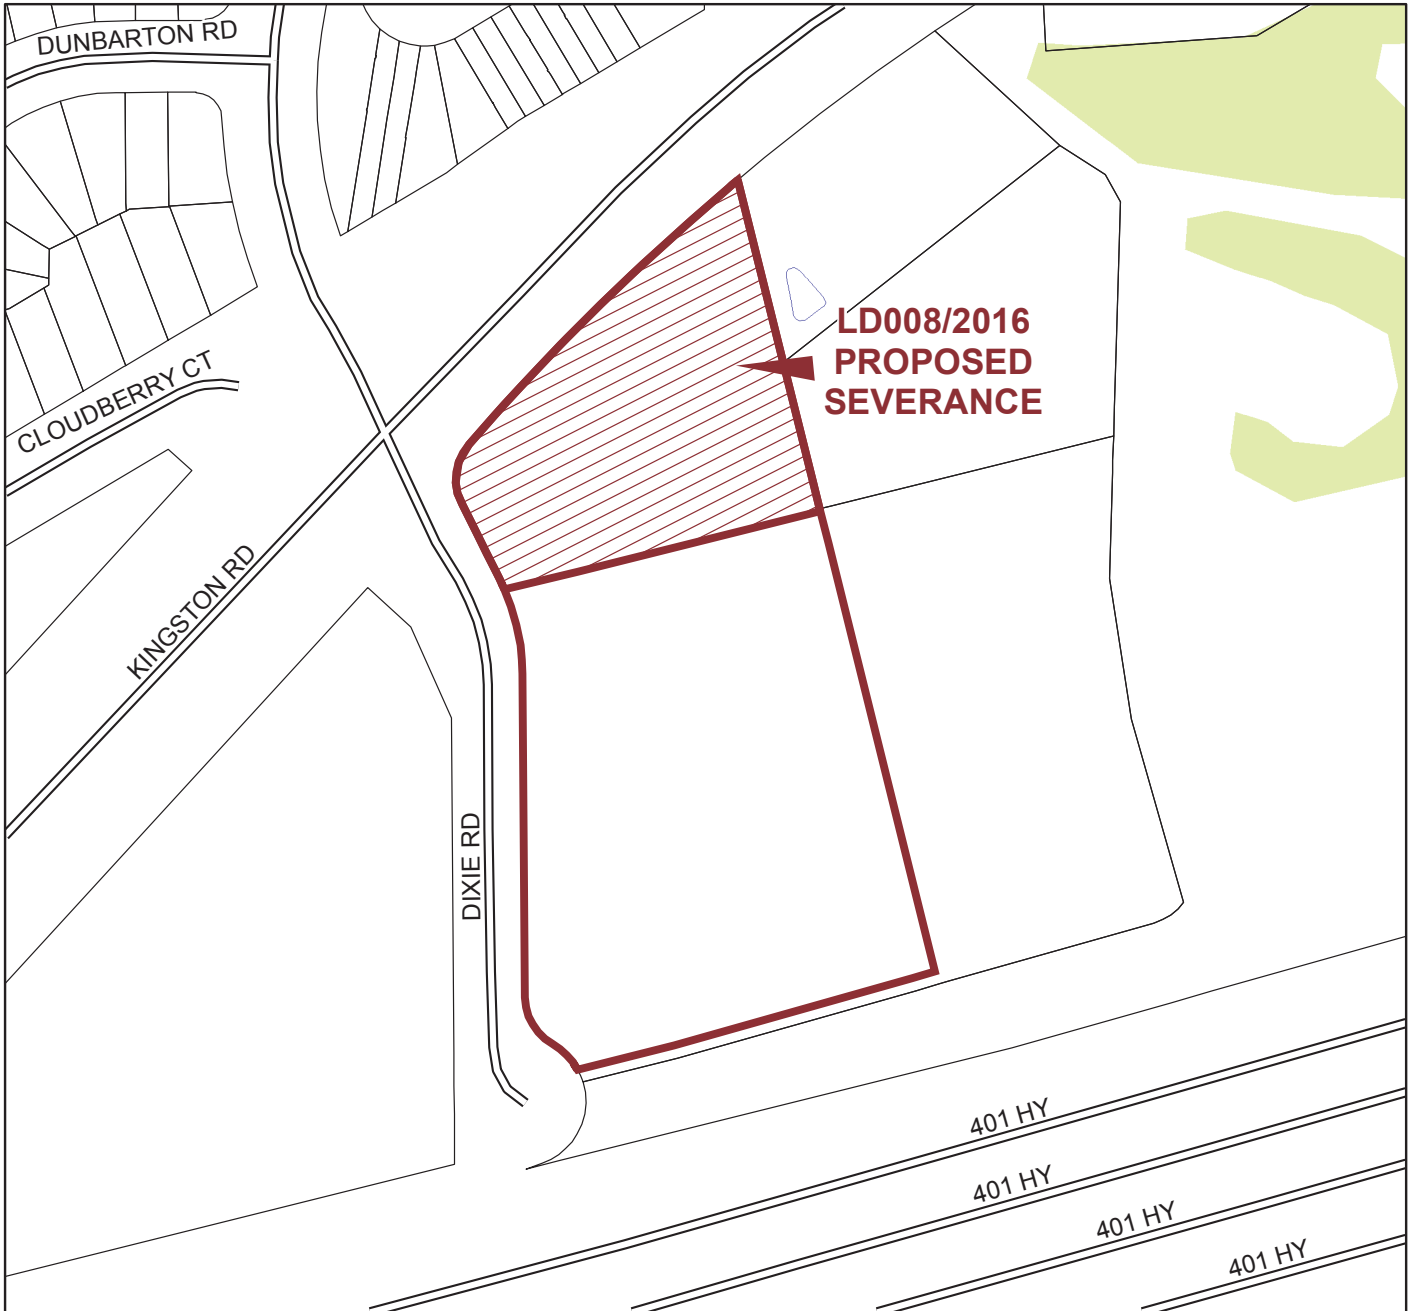 DUNBARTON RD
LD008/2016
PROPOSED
SEVERANCE
CLOUDBERRY CT
KINGSTON RD
DIXIE RD
401 HY
401 HY
401 HY
401 HY